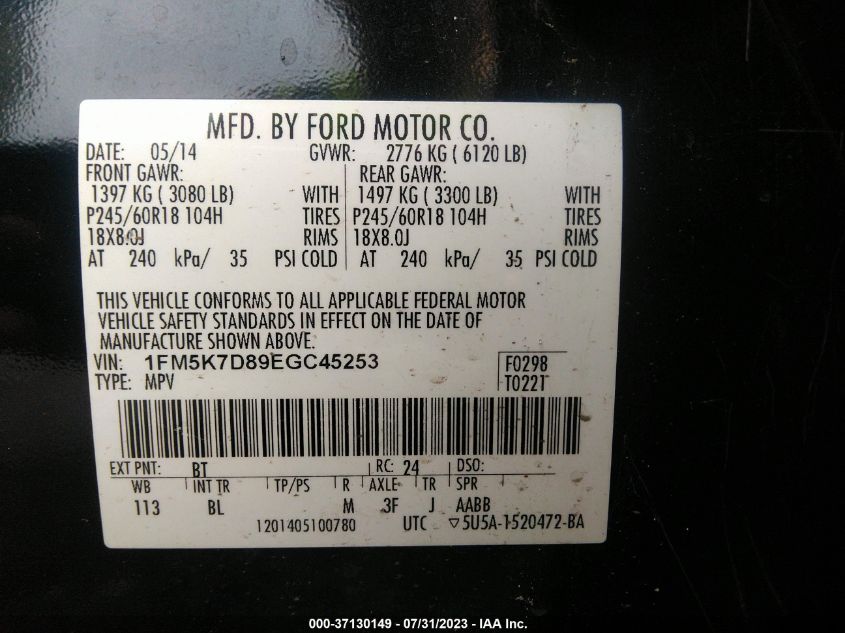 MFD. BY FORD MOTOR CO.
DATE: 05/14 GVWR: 2776 KG ( 6120 LB)
FRONT GAWR: REAR GAWR:
1397 KG ( 3080 LB) WITH 1497 KG ( 3300 LB) WITH
P245/60R18 104H TIRES P245/60R18 104H TIRES
18X8.0J RIMS 18X8.0J RIMS
AT 240 kPa/ 35 PSI COLD AT 240 kPa/ 35 PSI COLD
THIS VEHICLE CONFORMS TO ALL APPLICABLE FEDERAL MOTOR
VEHICLE SAFETY STANDARDS IN EFFECT ON THE DATE OF
MANUFACTURE SHOWN ABOVE.
VIN: 1FM5K7D89EGC45253 F0298
TYPE: MPV T0221
EXT PNT: BT RC: 24 DSO:
WB INT TR TP/PS R AXLE TR SPR
113 BL M 3F J AABB
1201405100780 UTC ▽5U5A-1520472-BA
000-37130149 - 07/31/2023 - IAA Inc.